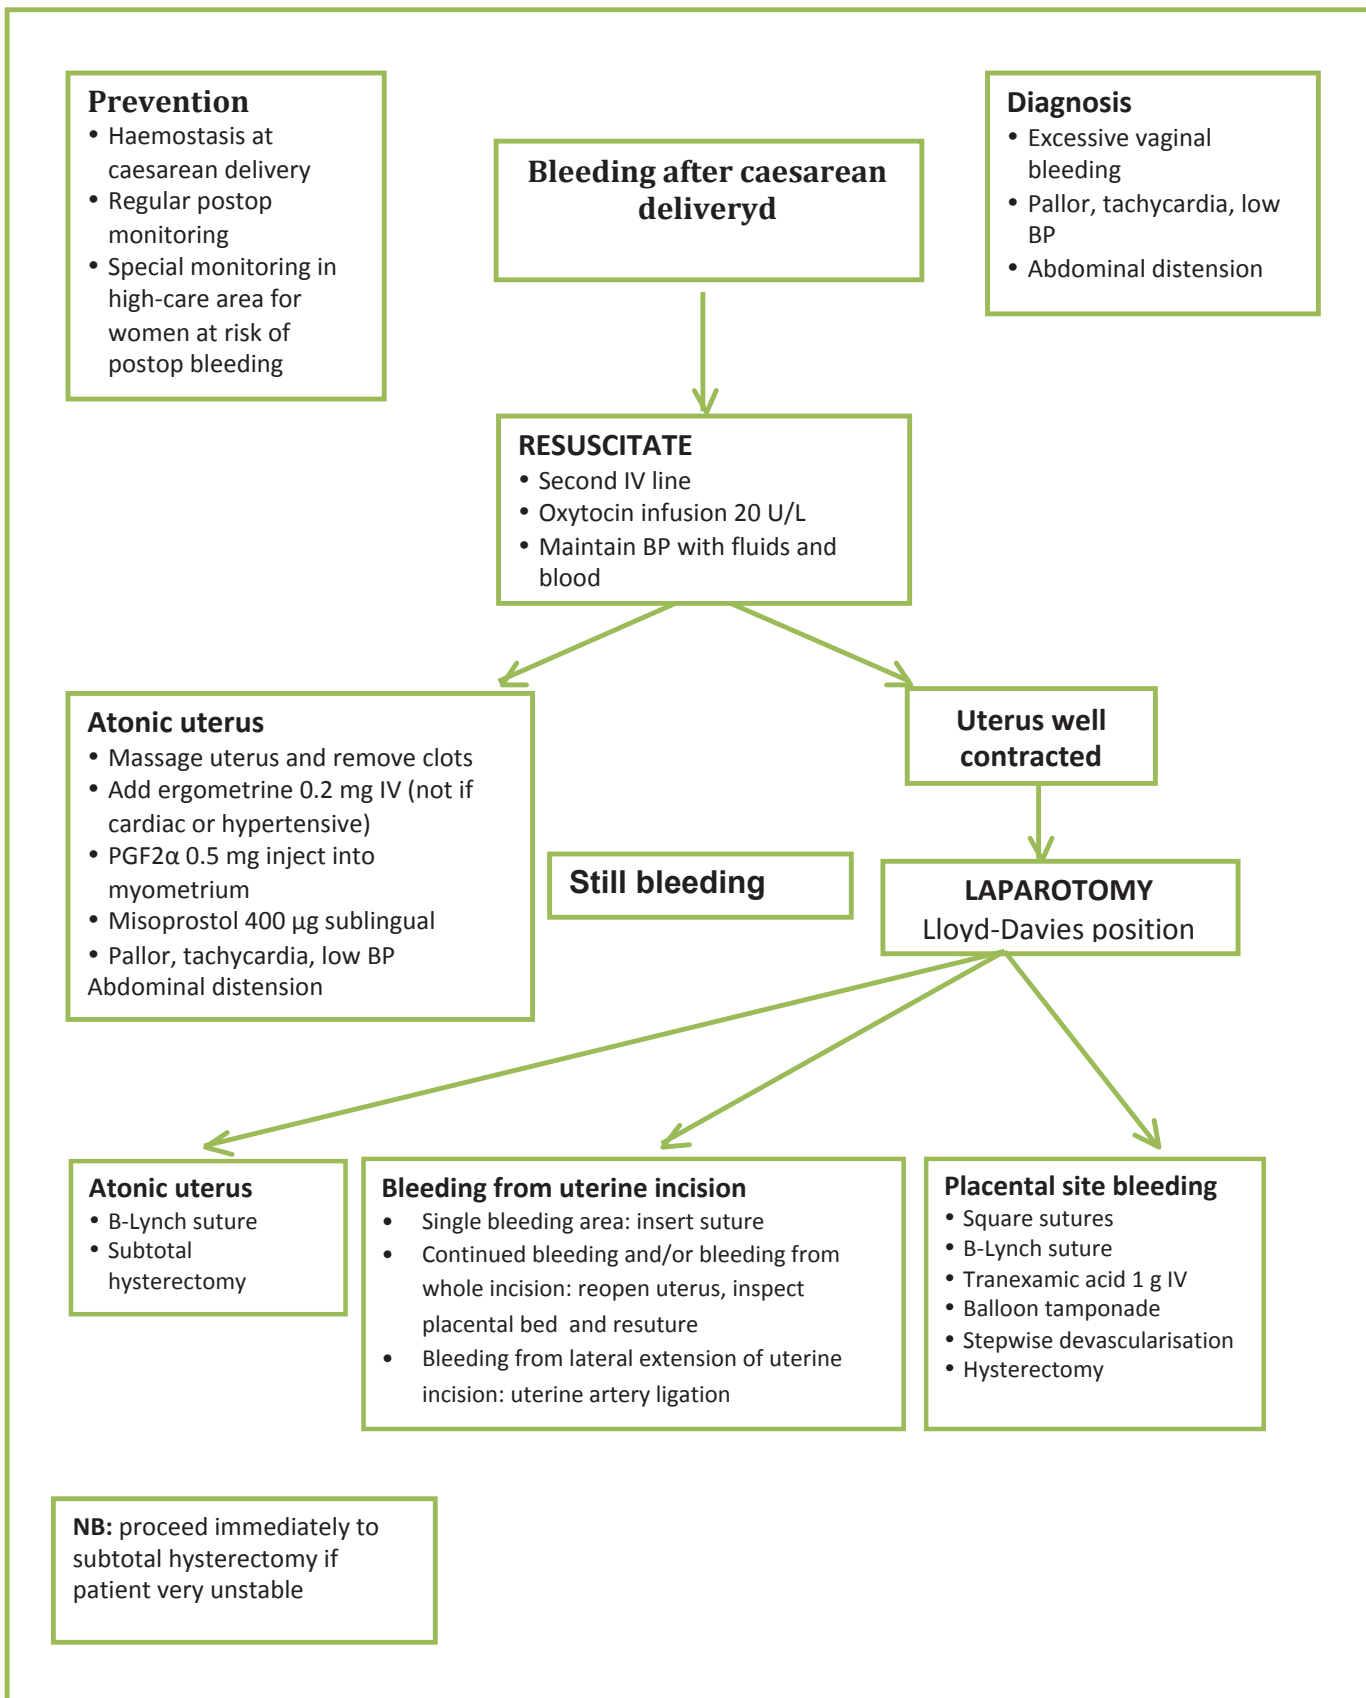 Prevention
• Haemostasis at
caesarean delivery
• Regular postop
monitoring
• Special monitoring in
high-care area for
women at risk of
postop bleeding
Bleeding after caesarean
deliveryd
Diagnosis
• Excessive vaginal
bleeding
• Pallor, tachycardia, low
BP
• Abdominal distension
RESUSCITATE
• Second IV line
• Oxytocin infusion 20 U/L
• Maintain BP with fluids and
blood
Atonic uterus
• Massage uterus and remove clots
• Add ergometrine 0.2 mg IV (not if
cardiac or hypertensive)
• PGF2α 0.5 mg inject into
myometrium
• Misoprostol 400 µg sublingual
• Pallor, tachycardia, low BP
Abdominal distension
Uterus well
contracted
Still bleeding
LAPAROTOMY
Lloyd-Davies position
Atonic uterus
• B-Lynch suture
• Subtotal
hysterectomy
Bleeding from uterine incision
• Single bleeding area: insert suture
• Continued bleeding and/or bleeding from
whole incision: reopen uterus, inspect
placental bed and resuture
• Bleeding from lateral extension of uterine
incision: uterine artery ligation
Placental site bleeding
• Square sutures
• B-Lynch suture
• Tranexamic acid 1 g IV
• Balloon tamponade
• Stepwise devascularisation
• Hysterectomy
NB: proceed immediately to
subtotal hysterectomy if
patient very unstable